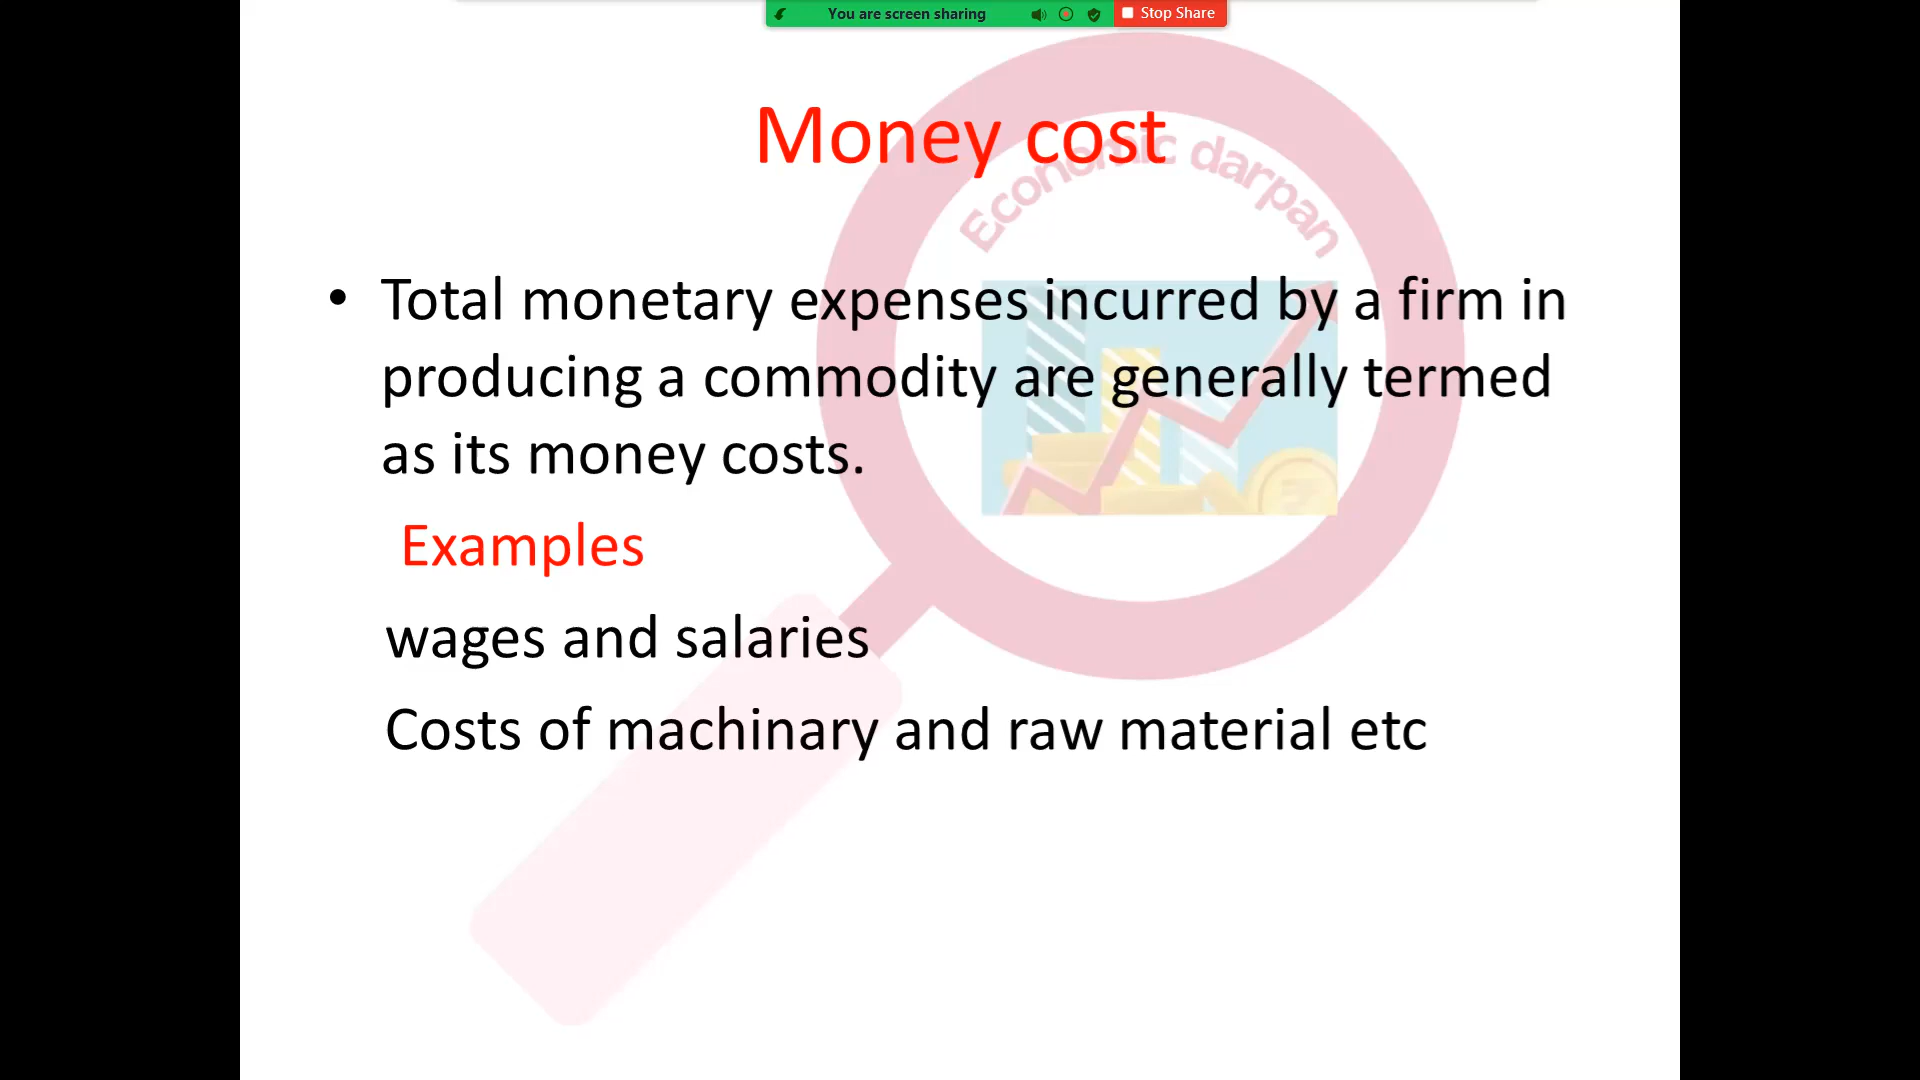 You are screen sharing
Stop Share
Money cost
Economic darpan
• Total monetary expenses incurred by a firm in
producing a commodity are generally termed
as its money costs.
Examples
wages and salaries
Costs of machinary and raw material etc